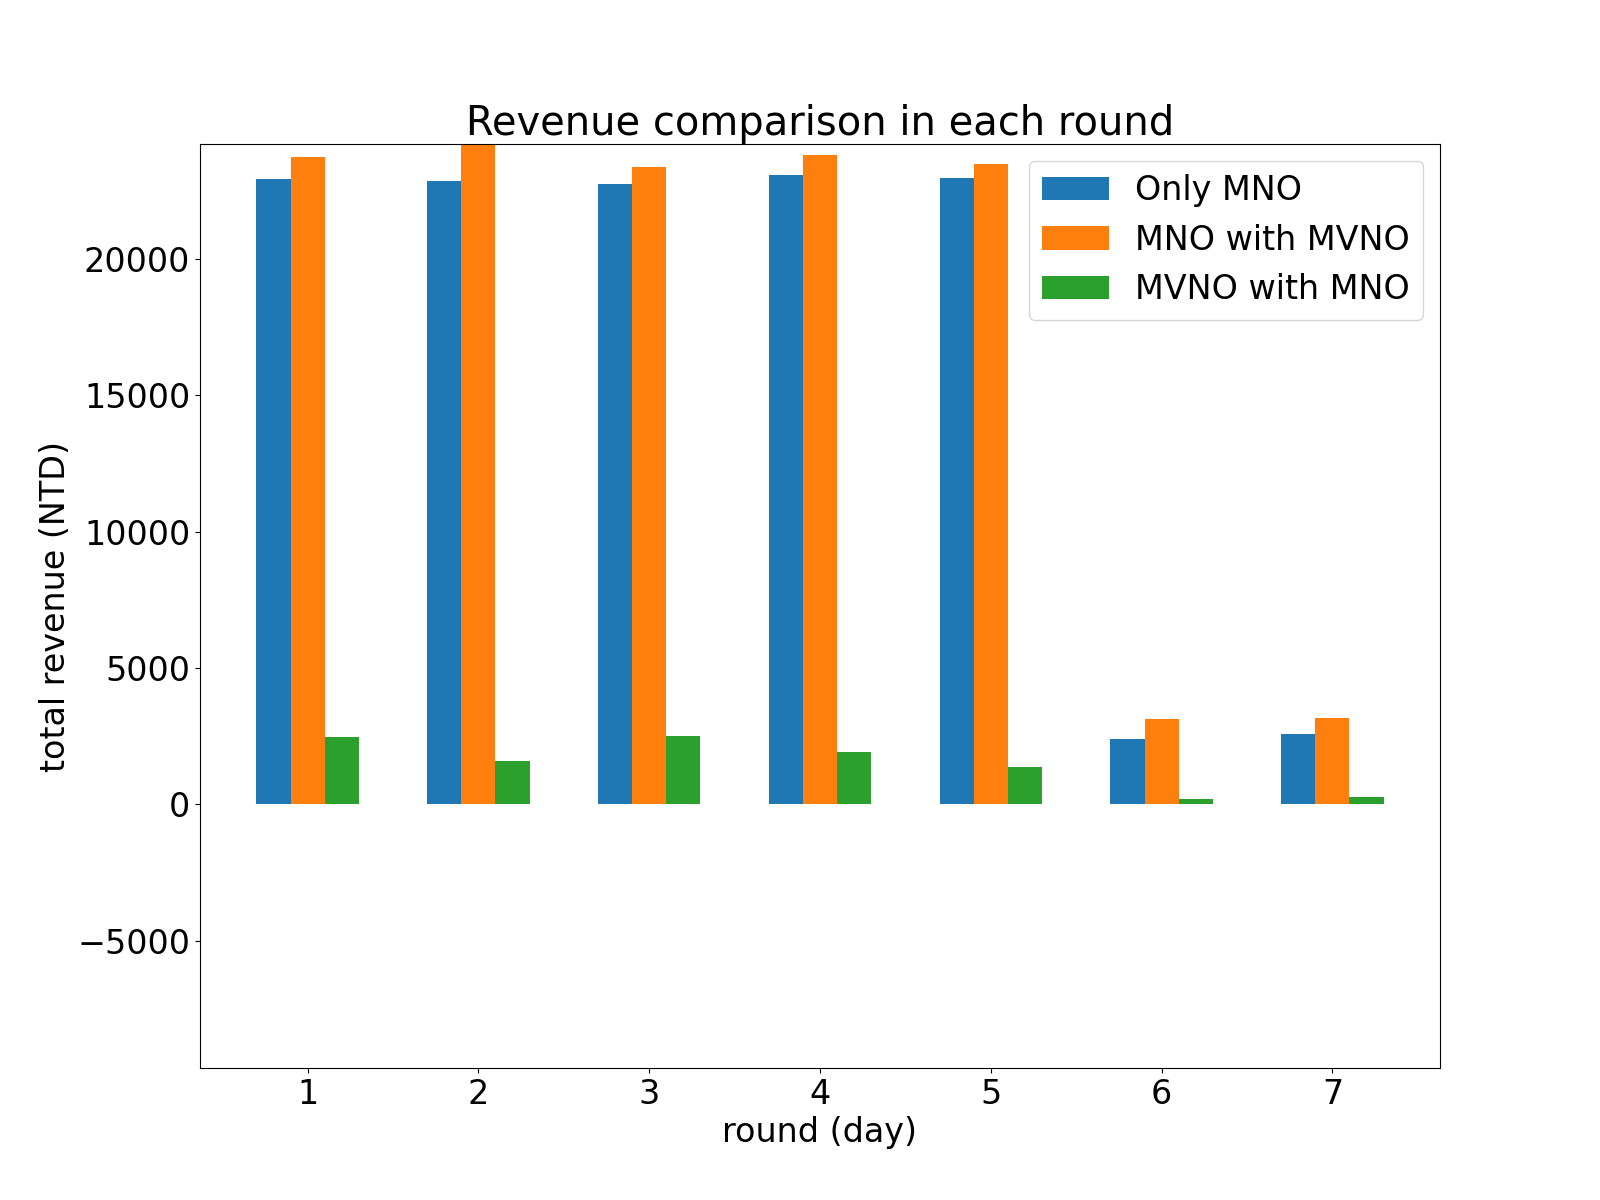 Revenue comparison in each round
Only MNO
MNO with MVNO
MVNO with MNO
20000
15000
10000
5000
0
−5000
total revenue (NTD)
1 2 3 4 5 6 7
round (day)